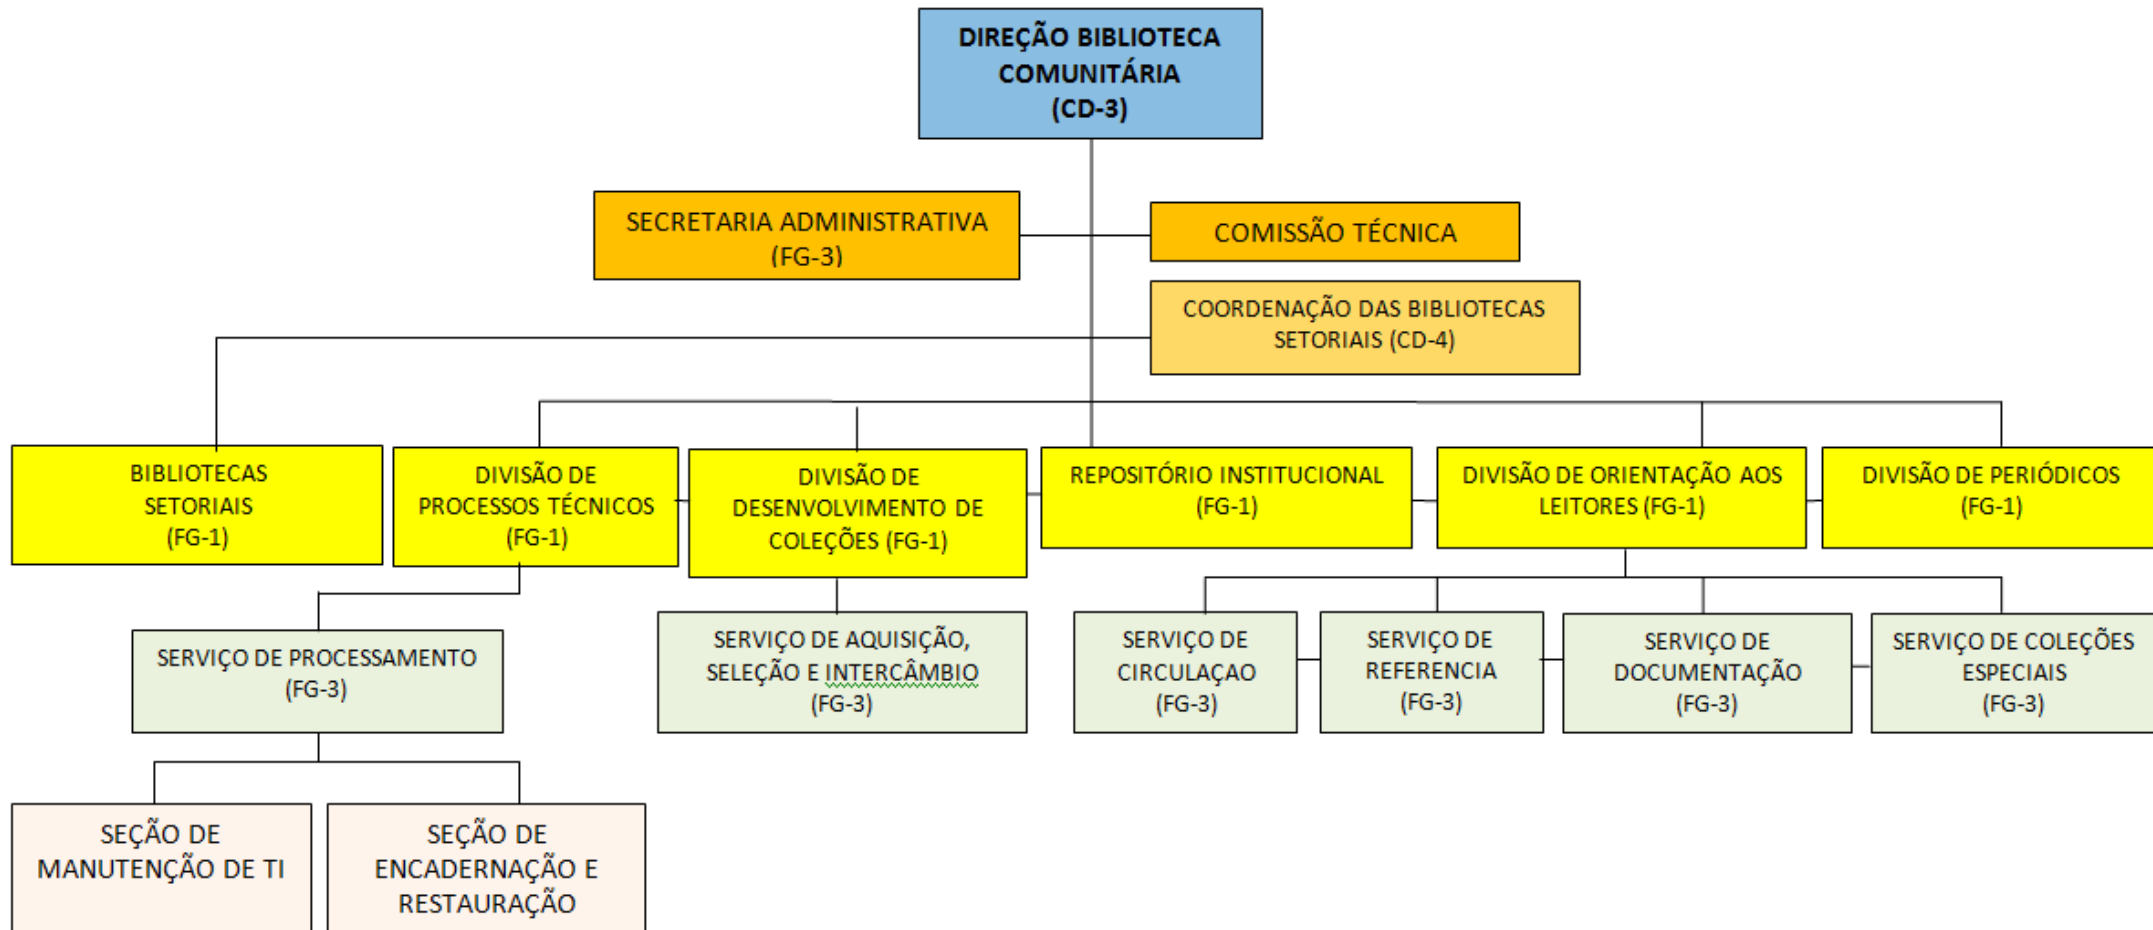 DIREÇÃO BIBLIOTECA
COMUNITÁRIA
(CD-3)
SECRETARIA ADMINISTRATIVA
(FG-3)
COMISSÃO TÉCNICA
COORDENAÇÃO DAS BIBLIOTECAS
SETORIAIS (CD-4)
BIBLIOTECAS
SETORIAIS
(FG-1)
DIVISÃO DE
PROCESSOS TÉCNICOS
(FG-1)
DIVISÃO DE
DESENVOLVIMENTO DE
COLEÇÕES (FG-1)
REPOSITÓRIO INSTITUCIONAL
(FG-1)
DIVISÃO DE ORIENTAÇÃO AOS
LEITORES (FG-1)
DIVISÃO DE PERIÓDICOS
(FG-1)
SERVIÇO DE PROCESSAMENTO
(FG-3)
SERVIÇO DE AQUISIÇÃO,
SELEÇÃO E INTERCÂMBIO
(FG-3)
SERVIÇO DE
CIRCULAÇAO
(FG-3)
SERVIÇO DE
REFERENCIA
(FG-3)
SERVIÇO DE
DOCUMENTAÇÃO
(FG-3)
SERVIÇO DE COLEÇÕES
ESPECIAIS
(FG-3)
SEÇÃO DE
MANUTENÇÃO DE TI
SEÇÃO DE
ENCADERNAÇÃO E
RESTAURAÇÃO